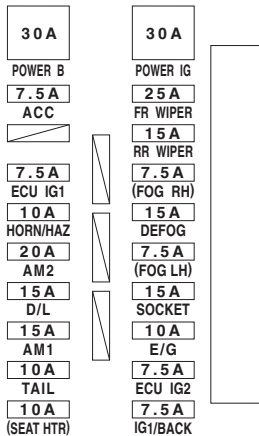 30A
POWER B
7.5A
ACC
7.5A
ECU IG1
10A
HORN/HAZ
20A
AM2
15A
D/L
15A
AM1
10A
TAIL
10A
(SEAT HTR)
30A
POWER IG
25A
FR WIPER
15A
RR WIPER
7.5A
(FOG RH)
15A
DEFOG
7.5A
(FOG LH)
15A
SOCKET
10A
E/G
7.5A
ECU IG2
7.5A
IG1/BACK